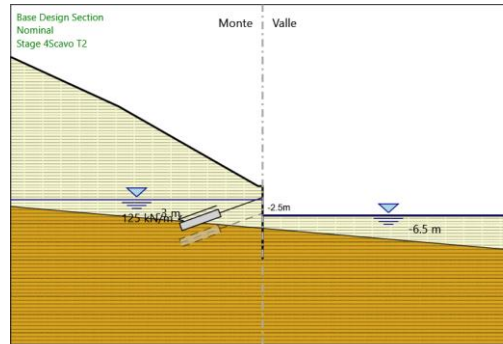 Base Design Section
Nominal
Stage 4Scavo T2
Monte
Valle
-2.5m
125 kN/m
-6.5 m